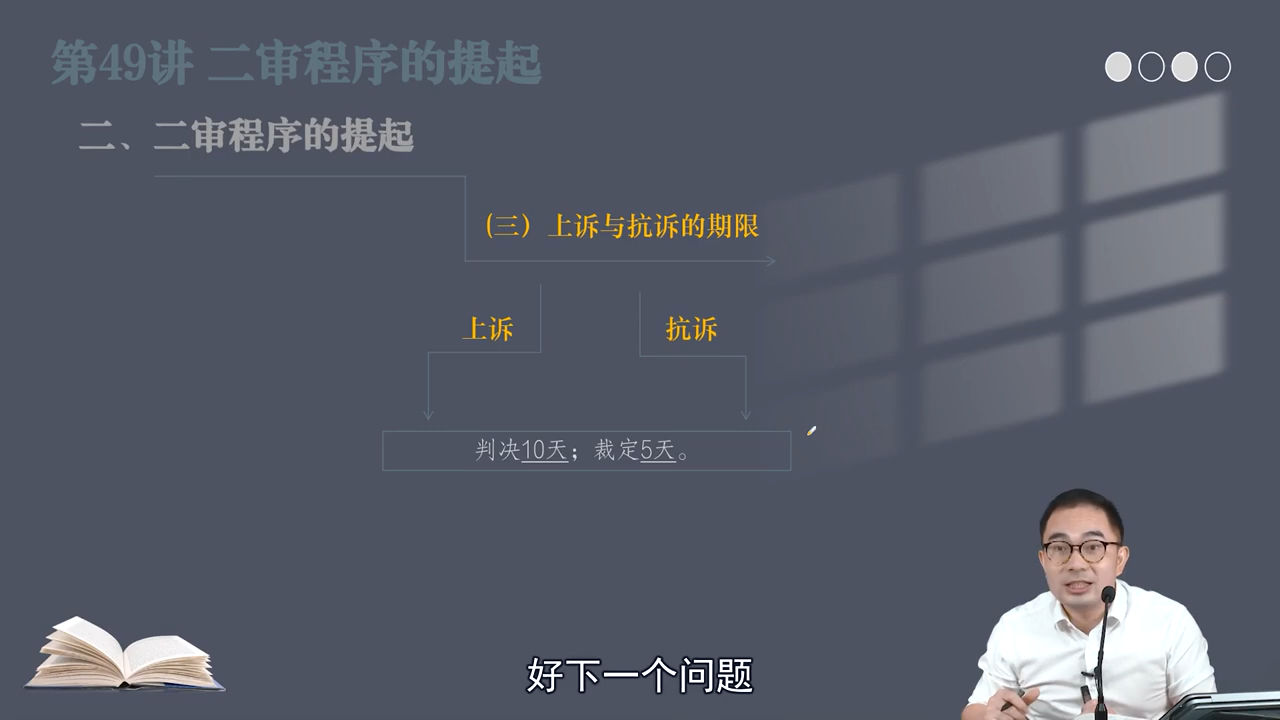 第49讲 二审程序的提起
二、二审程序的提起
（三）上诉与抗诉的期限
上诉
抗诉
判决10天；裁定5天。
好下一个问题